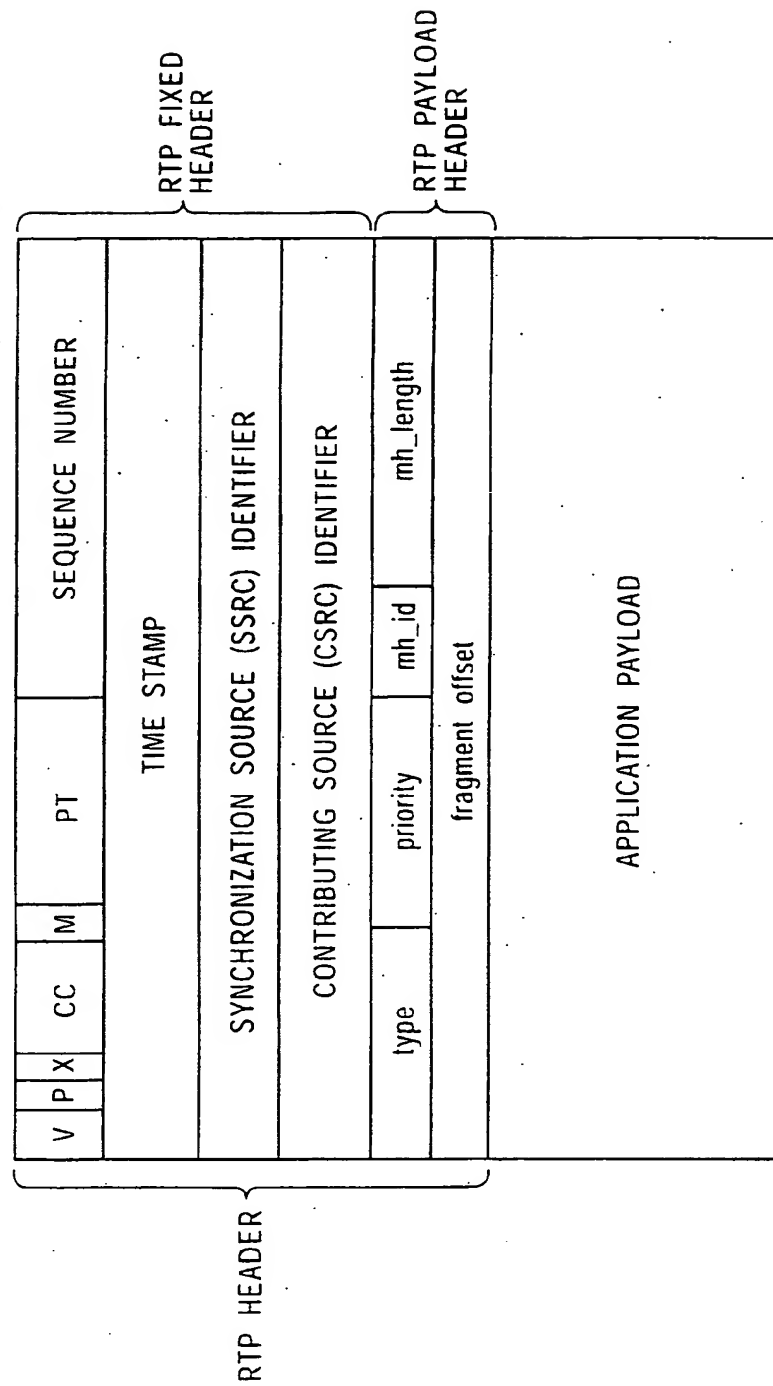 RTP HEADER
V P X CC M PT SEQUENCE NUMBER
TIME STAMP
SYNCHRONIZATION SOURCE (SSRC) IDENTIFIER
CONTRIBUTING SOURCE (CSRC) IDENTIFIER
RTP FIXED
HEADER
type priority mh_id mh_length
fragment offset
RTP PAYLOAD
HEADER
APPLICATION PAYLOAD